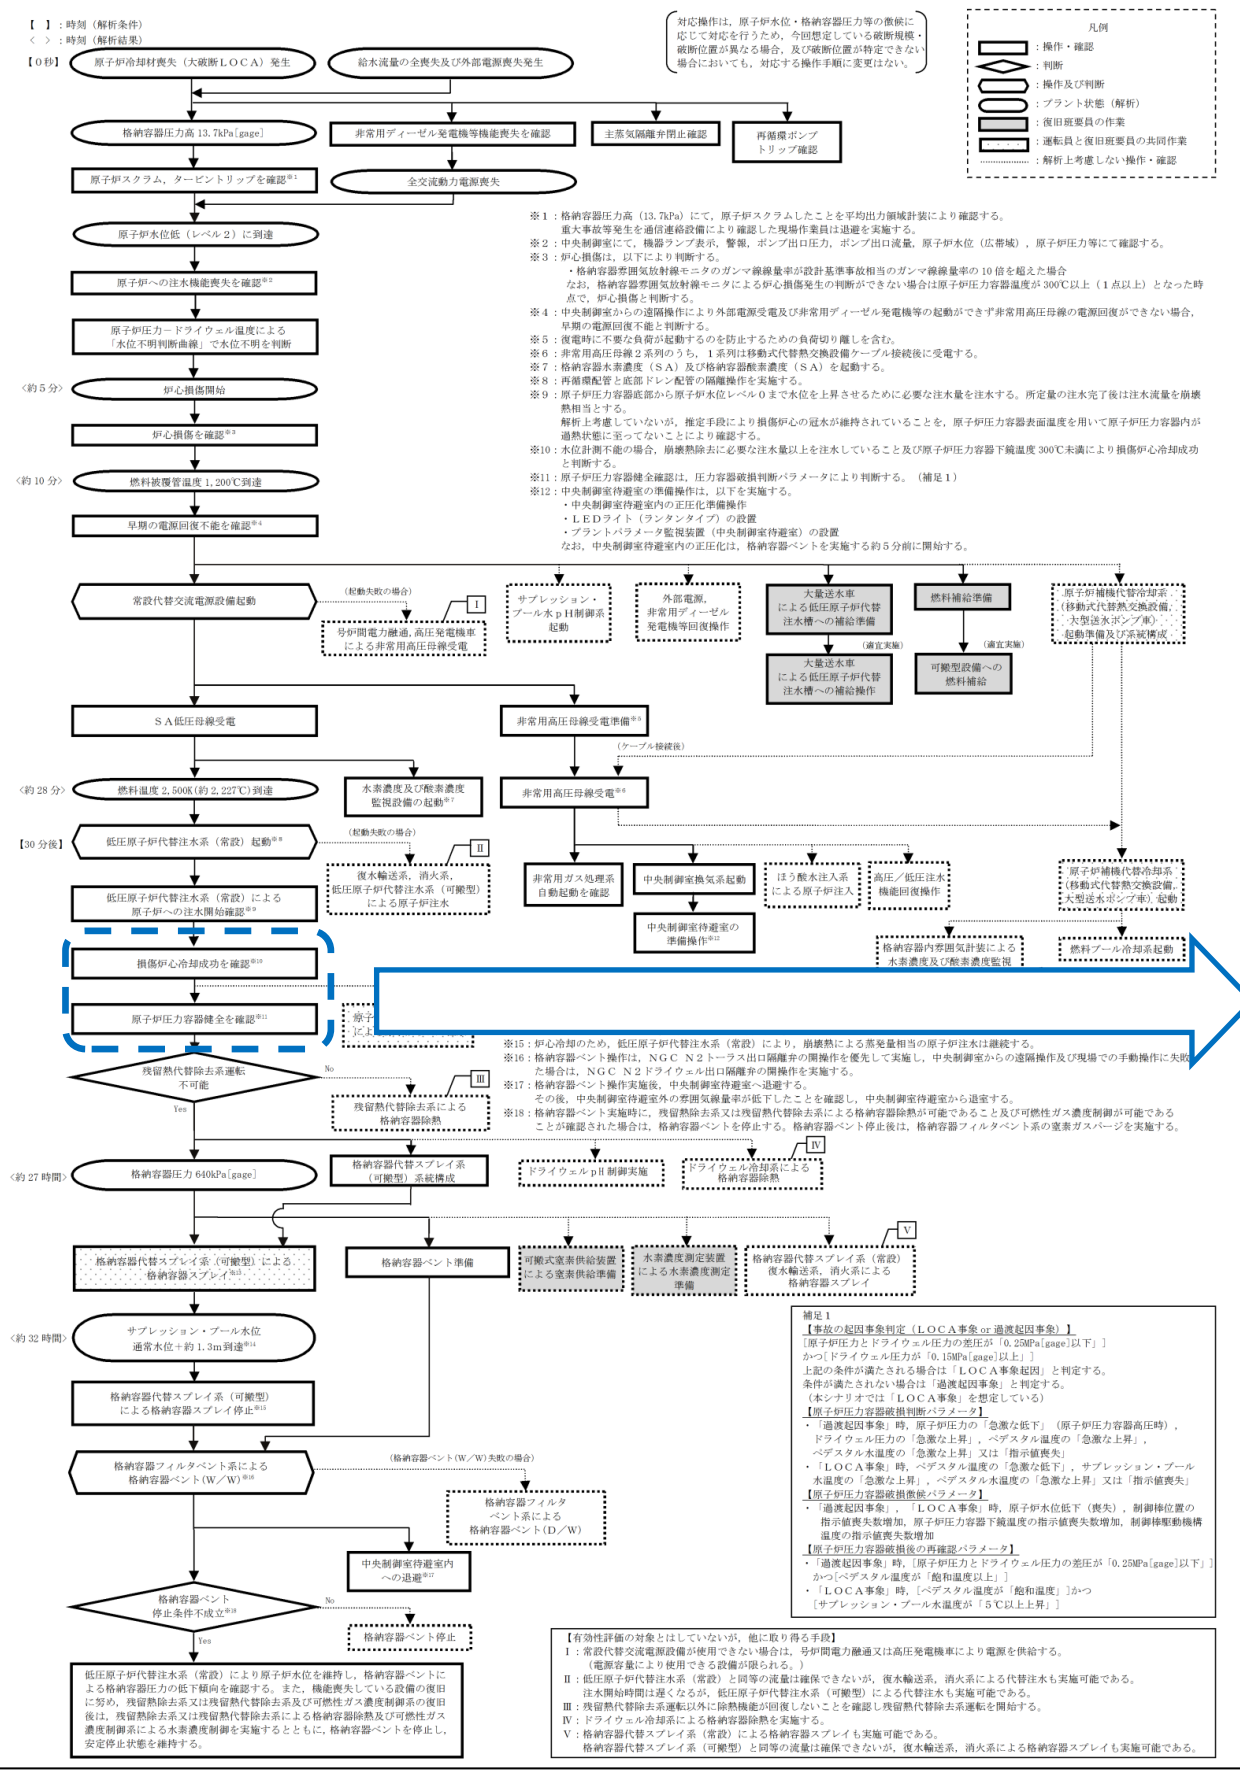 【　】：時刻（解析条件）
＜　＞：時刻（解析結果）
【０秒】
原子炉冷却材喪失（大破断ＬＯＣＡ）発生
給水流量の全喪失及び外部電源喪失発生
対応操作は，原子炉水位・格納容器圧力等の徴候に
応じて対応を行うため，今回想定している破断規模・
破断位置が異なる場合，及び破断位置が特定できない
場合においても，対応する操作手順に変更はない。
凡例
：操作・確認
：判断
：操作及び判断
：プラント状態（解析）
：復旧班要員の作業
：運転員と復旧班要員の共同作業
：解析上考慮しない操作・確認
格納容器圧力高 13.7kPa[gage]
非常用ディーゼル発電機等機能喪失を確認
主蒸気隔離弁閉止確認
再循環ポンプ
トリップ確認
原子炉スクラム，タービントリップを確認※1
全交流動力電源喪失
原子炉水位低（レベル２）に到達
原子炉への注水機能喪失を確認※2
原子炉圧力－ドライウェル温度による
「水位不明判断曲線」で水位不明を判断
＜約５分＞
炉心損傷開始
炉心損傷を確認※3
＜約 10 分＞
燃料被覆管温度 1,200℃到達
早期の電源回復不能を確認※4
※１：格納容器圧力高（13.7kPa）にて，原子炉スクラムしたことを平均出力領域計装により確認する。
重大事故等発生を通信連絡設備により確認した現場作業員は退避を実施する。
※２：中央制御室にて，機器ランプ表示，警報，ポンプ出口圧力，ポンプ出口流量，原子炉水位（広帯域），原子炉圧力等にて確認する。
※３：炉心損傷は，以下により判断する。
・格納容器雰囲気放射線モニタのガンマ線線量率が設計基準事故相当のガンマ線線量率の 10 倍を超えた場合
なお，格納容器雰囲気放射線モニタによる炉心損傷発生の判断ができない場合は原子炉圧力容器温度が 300℃以上（１点以上）となった時
点で，炉心損傷と判断する。
※４：中央制御室からの遠隔操作により外部電源受電及び非常用ディーゼル発電機等の起動ができず非常用高圧母線の電源回復ができない場合，
早期の電源回復不能と判断する。
※５：復電時に不要な負荷が起動するのを防止するための負荷切り離しを含む。
※６：非常用高圧母線２系列のうち，１系列は移動式代替熱交換設備ケーブル接続後に受電する。
※７：格納容器水素濃度（ＳＡ）及び格納容器酸素濃度（ＳＡ）を起動する。
※８：再循環配管と底部ドレン配管の隔離操作を実施する。
※９：原子炉圧力容器底部から原子炉水位レベル０まで水位を上昇させるために必要な注水量を注水する。所定量の注水完了後は注水流量を崩壊
熱相当とする。
解析上考慮していないが，推定手段により損傷炉心の冠水が維持されていることを，原子炉圧力容器表面温度を用いて原子炉圧力容器内が
過熱状態に至ってないことにより確認する。
※10：水位計測不能の場合，崩壊熱除去に必要な注水量以上を注水していること及び原子炉圧力容器下鏡温度 300℃未満により損傷炉心冷却成功
と判断する。
※11：原子炉圧力容器健全確認は，圧力容器破損判断パラメータにより判断する。（補足１）
※12：中央制御室待避室の準備操作は，以下を実施する。
・中央制御室待避室内の正圧化準備操作
・ＬＥＤライト（ランタンタイプ）の設置
・プラントパラメータ監視装置（中央制御室待避室）の設置
なお，中央制御室待避室内の正圧化は，格納容器ベントを実施する約５分前に開始する。
常設代替交流電源設備起動
（起動失敗の場合）
Ⅰ
号炉間電力融通，高圧発電機車
による非常用高圧母線受電
サプレッション・
プール水ｐＨ制御系
起動
外部電源，
非常用ディーゼル
発電機等回復操作
大量送水車
による低圧原子炉代替
注水槽への補給準備
燃料補給準備
原子炉補機代替冷却系
（移動式代替熱交換設備，
大型送水ポンプ車）
起動準備及び系統構成
（適宜実施）
（適宜実施）
大量送水車
による低圧原子炉代替
注水槽への補給操作
可搬型設備への
燃料補給
ＳＡ低圧母線受電
非常用高圧母線受電準備※5
（ケーブル接続後）
＜約 28 分＞
燃料温度 2,500K(約 2,227℃)到達
水素濃度及び酸素濃度
監視設備の起動※7
非常用高圧母線受電※6
【30 分後】
低圧原子炉代替注水系（常設）起動※8
（起動失敗の場合）
Ⅱ
復水輸送系，消火系，
低圧原子炉代替注水系（可搬型）
による原子炉注水
非常用ガス処理系
自動起動を確認
中央制御室換気系起動
ほう酸水注入系
による原子炉注入
高圧／低圧注水
機能回復操作
原子炉補機代替冷却系
（移動式代替熱交換設備，
大型送水ポンプ車）起動
低圧原子炉代替注水系（常設）による
原子炉への注水開始確認※9
中央制御室待避室の
準備操作※12
格納容器内雰囲気計装による
水素濃度及び酸素濃度監視
燃料プール冷却系起動
損傷炉心冷却成功を確認※10
原子炉圧力容器健全を確認※11
原子
によ
※15：炉心冷却のため，低圧原子炉代替注水系（常設）により，崩壊熱による蒸発量相当の原子炉注水は継続する。
※16：格納容器ベント操作は，ＮＧＣ Ｎ２トーラス出口隔離弁の開操作を優先して実施し，中央制御室からの遠隔操作及び現場での手動操作に失敗
た場合は，ＮＧＣ Ｎ２ドライウェル出口隔離弁の開操作を実施する。
※17：格納容器ベント操作実施後，中央制御室待避室へ退避する。
その後，中央制御室待避室外の雰囲気線量率が低下したことを確認し，中央制御室待避室から退室する。
※18：格納容器ベント実施時に，残留熱除去系又は残留熱代替除去系による格納容器除熱が可能であること及び可燃性ガス濃度制御が可能である
ことが確認された場合は，格納容器ベントを停止する。格納容器ベント停止後は，格納容器フィルタベント系の窒素ガスパージを実施する。
残留熱代替除去系運転
不可能
No
Yes
Ⅲ
残留熱代替除去系による
格納容器除熱
＜約 27 時間＞
格納容器圧力 640kPa[gage]
格納容器代替スプレイ系
（可搬型）系統構成
ドライウェルｐＨ制御実施
Ⅳ
ドライウェル冷却系による
格納容器除熱
格納容器代替スプレイ系（可搬型）による
格納容器スプレイ※13
格納容器ベント準備
可搬式窒素供給装置
による窒素供給準備
水素濃度測定装置
による水素濃度測定
準備
Ⅴ
格納容器代替スプレイ系（常設）
復水輸送系，消火系による
格納容器スプレイ
＜約 32 時間＞
サプレッション・プール水位
通常水位＋約 1.3m到達※14
格納容器代替スプレイ系（可搬型）
による格納容器スプレイ停止※15
格納容器フィルタベント系による
格納容器ベント(Ｗ／Ｗ)※16
（格納容器ベント(Ｗ／Ｗ)失敗の場合）
格納容器フィルタ
ベント系による
格納容器ベント(Ｄ／Ｗ)
中央制御室待避室内
への退避※17
格納容器ベント
停止条件不成立※18
No
Yes
格納容器ベント停止
低圧原子炉代替注水系（常設）により原子炉水位を維持し，格納容器ベントに
よる格納容器圧力の低下傾向を確認する。また，機能喪失している設備の復旧
に努め，残留熱除去系又は残留熱代替除去系及び可燃性ガス濃度制御系の復旧
後は，残留熱除去系又は残留熱代替除去系による格納容器除熱及び可燃性ガス
濃度制御系による水素濃度制御を実施するとともに，格納容器ベントを停止し，
安定停止状態を維持する。
補足１
【事故の起因事象判定（ＬＯＣＡ事象 or 過渡起因事象）】
[原子炉圧力とドライウェル圧力の差圧が「0.25MPa[gage]以下」]
かつ[ドライウェル圧力が「0.15MPa[gage]以上」]
上記の条件が満たされる場合は「ＬＯＣＡ事象起因」と判定する。
条件が満たされない場合は「過渡起因事象」と判定する。
（本シナリオでは「ＬＯＣＡ事象」を想定している）
【原子炉圧力容器破損判断パラメータ】
・「過渡起因事象」時，原子炉圧力の「急激な低下」（原子炉圧力容器高圧時），
ドライウェル圧力の「急激な上昇」，ペデスタル温度の「急激な上昇」，
ペデスタル水温度の「急激な上昇」又は「指示値喪失」
・「ＬＯＣＡ事象」時，ペデスタル温度の「急激な低下」，サプレッション・プール
水温度の「急激な上昇」，ペデスタル水温度の「急激な上昇」又は「指示値喪失」
【原子炉圧力容器破損徴候パラメータ】
・「過渡起因事象」，「ＬＯＣＡ事象」時，原子炉水位低下（喪失），制御棒位置の
指示値喪失数増加，原子炉圧力容器下鏡温度の指示値喪失数増加，制御棒駆動機構
温度の指示値喪失数増加
【原子炉圧力容器破損後の再確認パラメータ】
・「過渡起因事象」時，[原子炉圧力とドライウェル圧力の差圧が「0.25MPa[gage]以下」]
かつ[ペデスタル温度が「飽和温度以上」]
・「ＬＯＣＡ事象」時，[ペデスタル温度が「飽和温度」]かつ
[サプレッション・プール水温度が「５℃以上上昇」]
【有効性評価の対象とはしていないが，他に取り得る手段】
Ⅰ：常設代替交流電源設備が使用できない場合は，号炉間電力融通又は高圧発電機車により電源を供給する。
（電源容量により使用できる設備が限られる。）
Ⅱ：低圧原子炉代替注水系（常設）と同等の流量は確保できないが，復水輸送系，消火系による代替注水も実施可能である。
注水開始時間は遅くなるが，低圧原子炉代替注水系（可搬型）による代替注水も実施可能である。
Ⅲ：残留熱代替除去系運転以外に除熱機能が回復しないことを確認し残留熱代替除去系運転を開始する。
Ⅳ：ドライウェル冷却系による格納容器除熱を実施する。
Ⅴ：格納容器代替スプレイ系（常設）による格納容器スプレイも実施可能である。
格納容器代替スプレイ系（可搬型）と同等の流量は確保できないが，復水輸送系，消火系による格納容器スプレイも実施可能である。